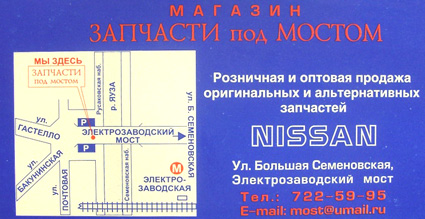 МАГАЗИН
ЗАПЧАСТИ под МОСТОМ
МЫ ЗДЕСЬ
ЗАПЧАСТИ
под МОСТОМ
Русаковская наб.
р. ЯУЗА
ул. Б. СЕМЕНОВСКАЯ
ул.
ГАСТЕЛЛО
P
ЭЛЕКТРОЗАВОДСКИЙ
МОСТ
P
ул.
БАКУНИНСКАЯ
ул.
ПОЧТОВАЯ
Семеновская наб.
М
ЭЛЕКТРО-
ЗАВОДСКАЯ
Розничная и оптовая продажа
оригинальных и альтернативных
запчастей
NISSAN
Ул. Большая Семеновская,
Электрозаводский мост
Тел.: 722-59-95
E-mail: most@umail.ru